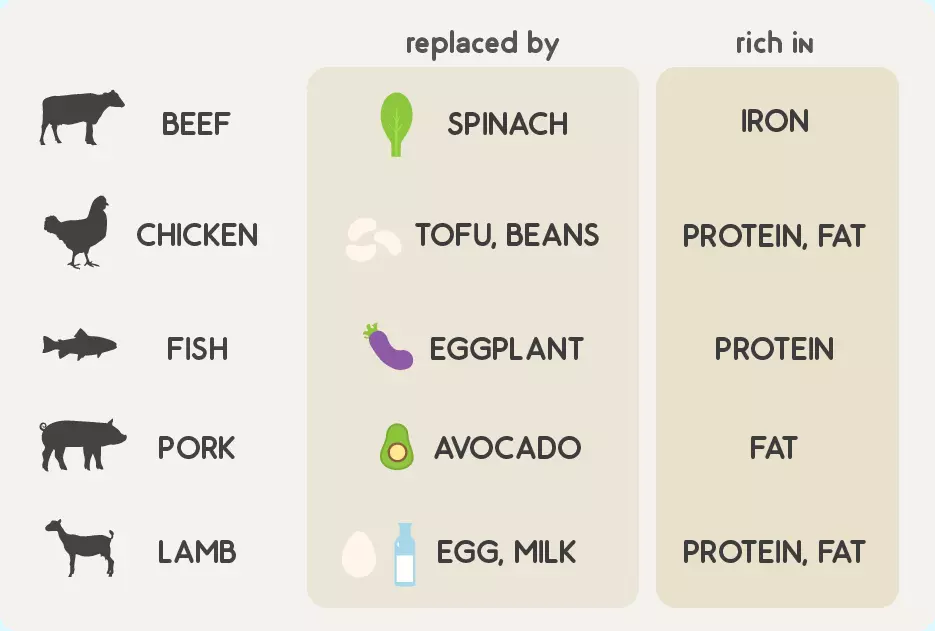 replaced by rich in
BEEF SPINACH IRON
CHICKEN TOFU, BEANS PROTEIN, FAT
FISH EGGPLANT PROTEIN
PORK AVOCADO FAT
LAMB EGG, MILK PROTEIN, FAT